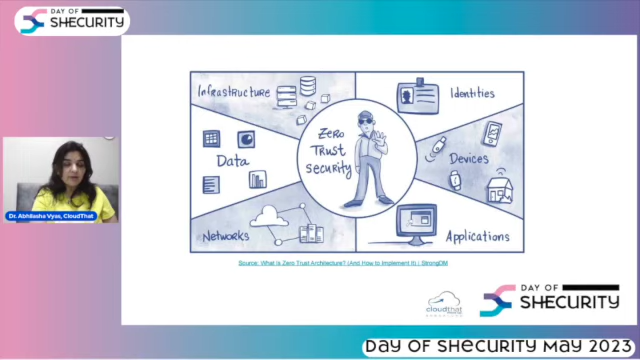 DAY OF
SHECURITY
Infrastructure
Identities
Zero
Trust
Security
Data
Devices
Networks
Applications
Dr. Abhilasha Vyas, CloudThat
Source: What is Zero Trust Architecture? (And How to Implement It) | StrongDM
cloudthat
DAY OF
SHECURITY
DAY OF SHECURITY MAY 2023